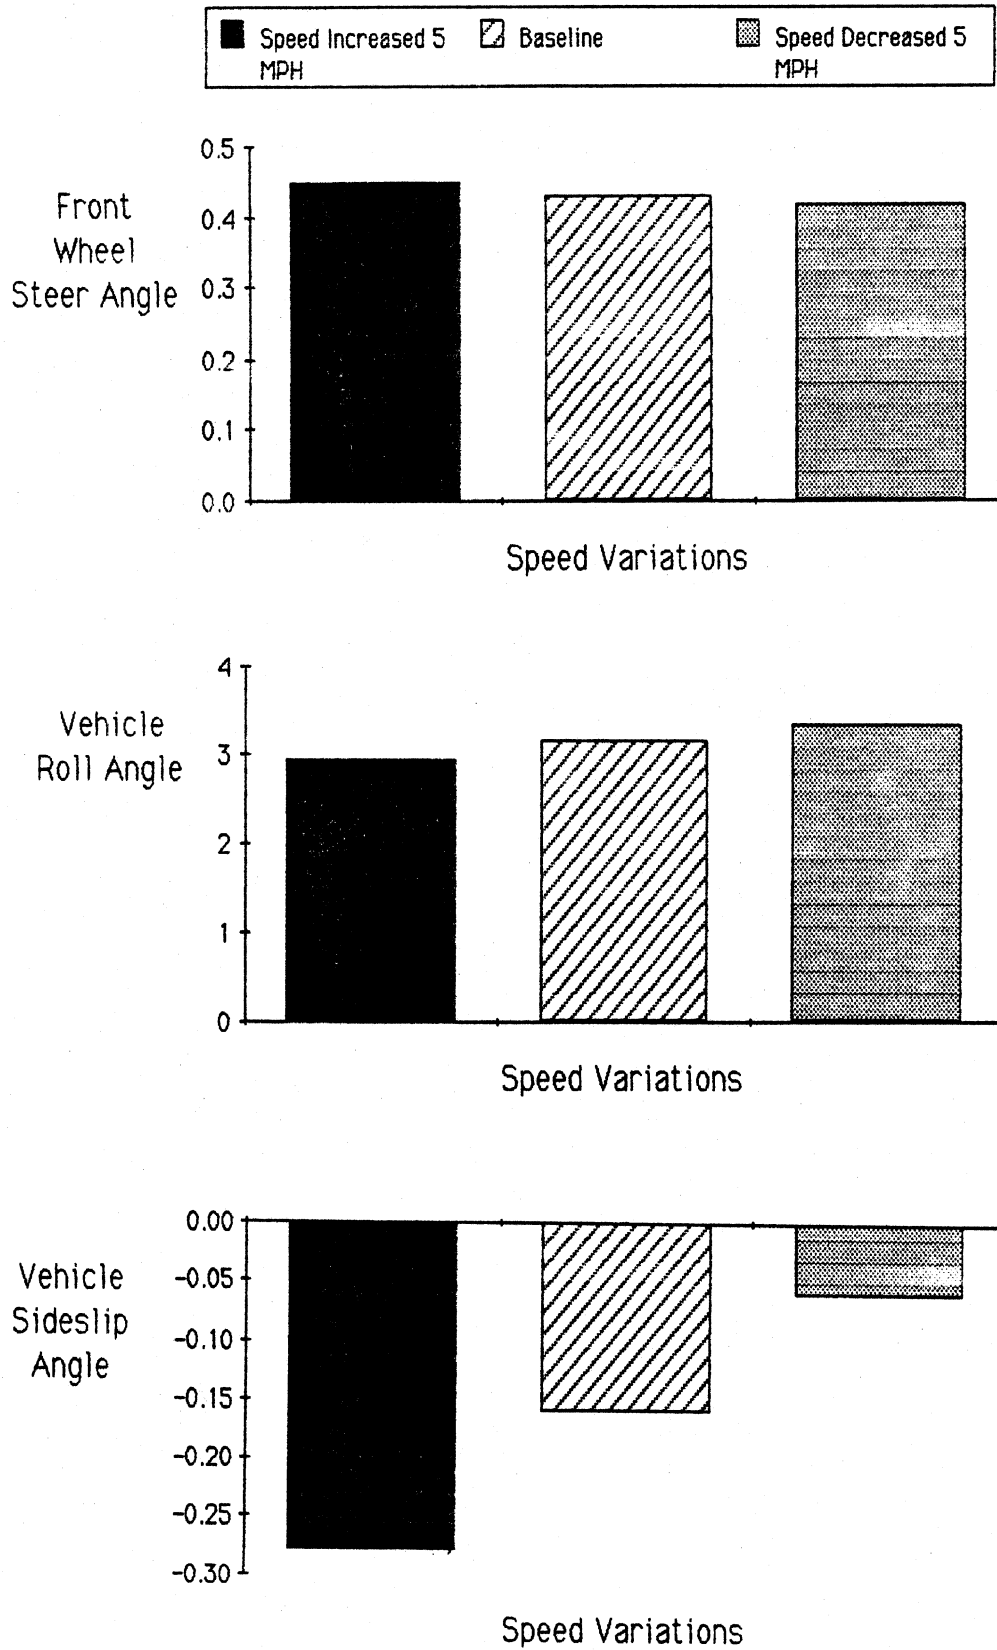 Speed Increased 5
MPH
Baseline
Speed Decreased 5
MPH
Front
Wheel
Steer Angle
0.5
0.4
0.3
0.2
0.1
0.0
Speed Variations
Vehicle
Roll Angle
4
3
2
1
0
Speed Variations
Vehicle
Sideslip
Angle
0.00
-0.05
-0.10
-0.15
-0.20
-0.25
-0.30
Speed Variations